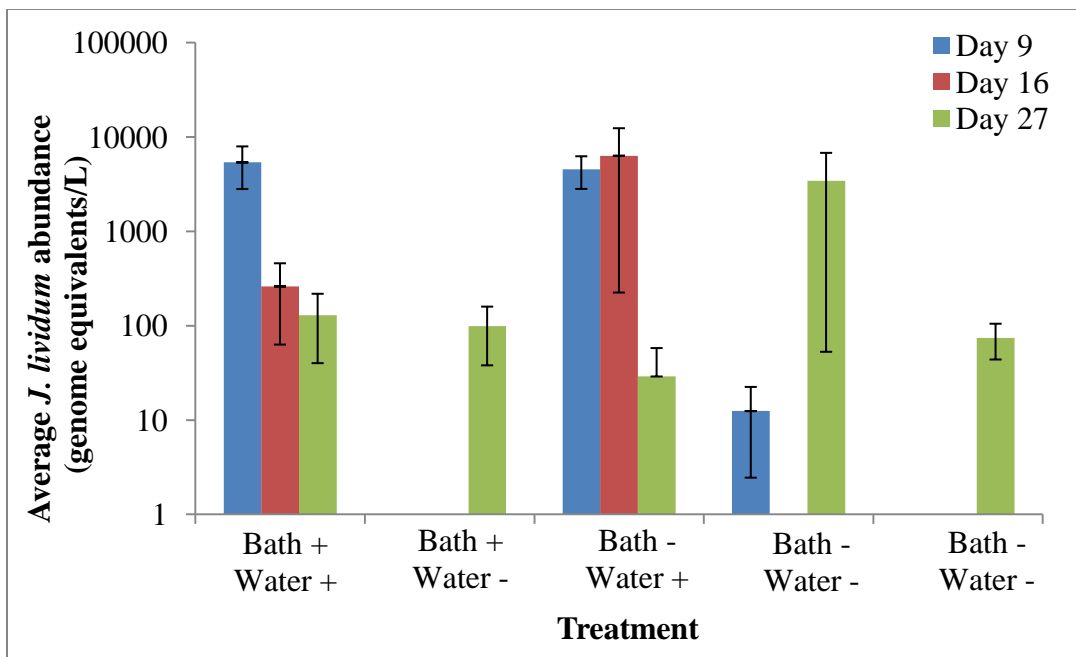 100000
10000
1000
100
10
1
Average J. lividum abundance
(genome equivalents/L)
Day 9
Day 16
Day 27
Bath +
Water +
Bath +
Water -
Bath -
Water +
Bath -
Water -
Bath -
Water -
Treatment